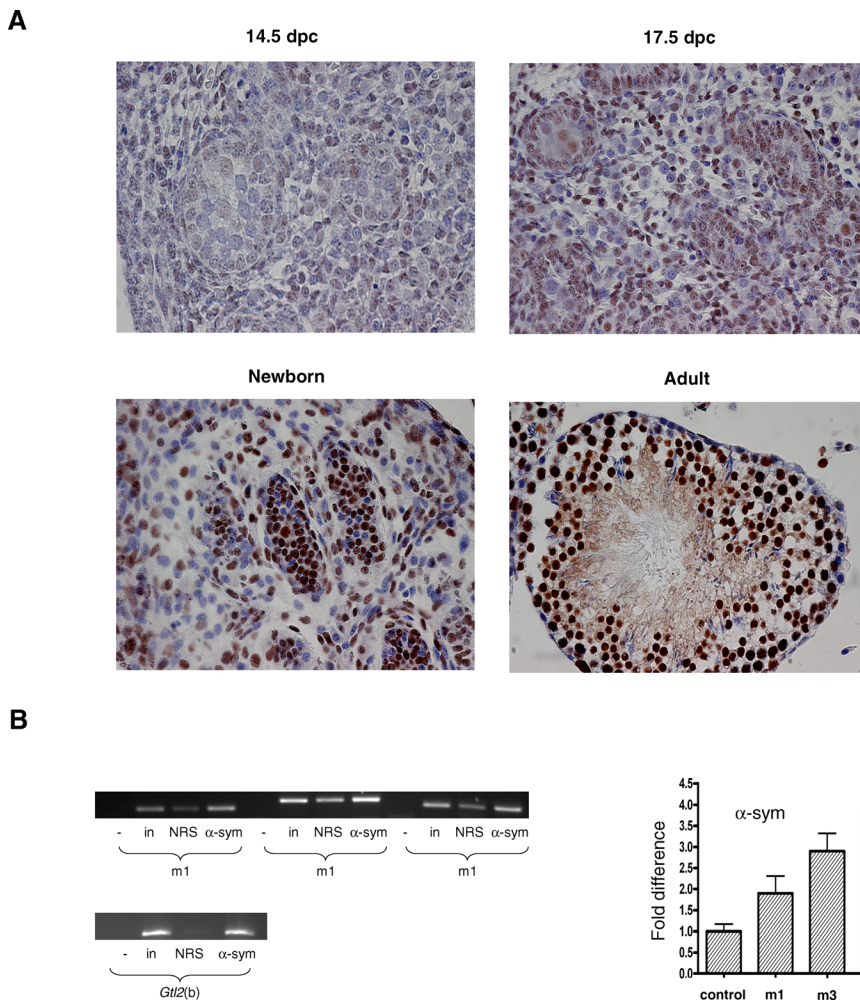 A
14.5 dpc
17.5 dpc
Newborn
Adult
B
- in NRS α-sym - in NRS α-sym - in NRS α-sym
m1 m1 m1
- in NRS α-sym
Gtl2(b)
α-sym
Fold difference
4.5
4.0
3.5
3.0
2.5
2.0
1.5
1.0
0.5
0.0
control m1 m3